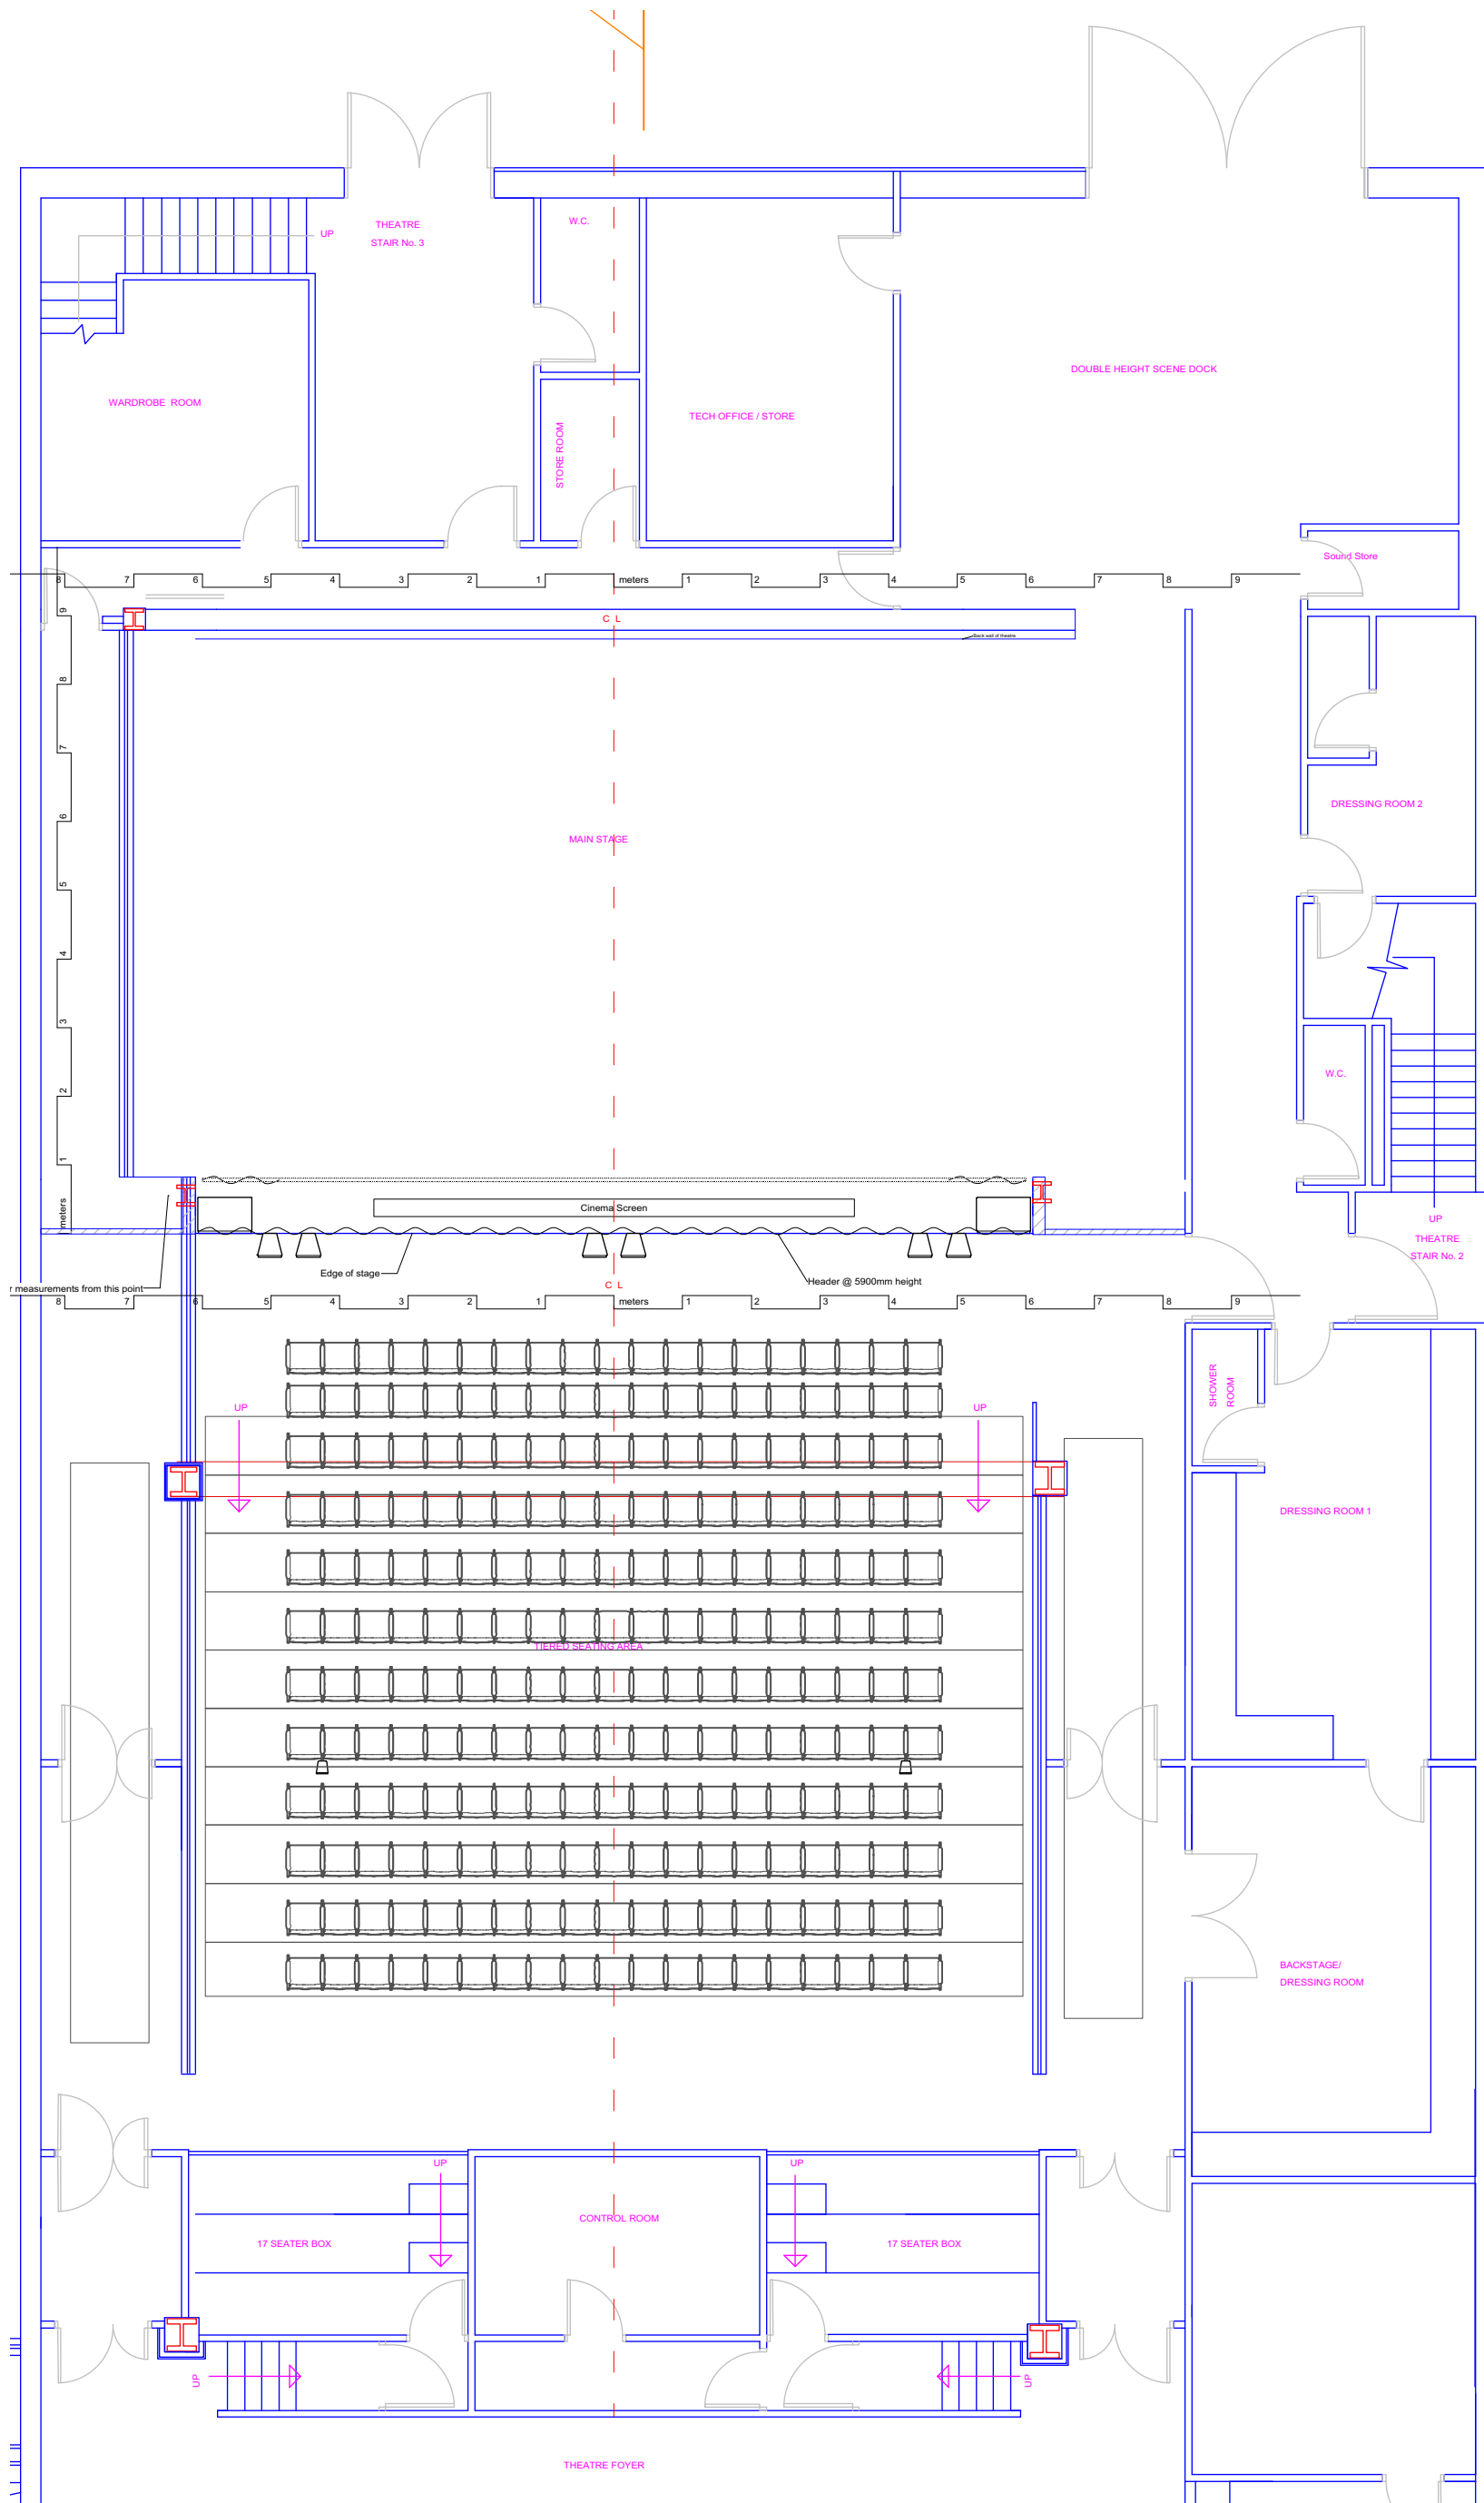 THEATRE
STAIR No. 3
UP
W.C.
WARDROBE ROOM
STORE ROOM
TECH OFFICE / STORE
DOUBLE HEIGHT SCENE DOCK
Sound Store
8 7 6 5 4 3 2 1 meters 1 2 3 4 5 6 7 8 9
C L
Back wall of theatre
9
8
7
6
5
4
3
2
1
meters
MAIN STAGE
DRESSING ROOM 2
W.C.
UP
THEATRE
STAIR No. 2
Cinema Screen
Edge of stage
Header @ 5900mm height
r measurements from this point
C L
8 7 6 5 4 3 2 1 meters 1 2 3 4 5 6 7 8 9
SHOWER
ROOM
UP
UP
DRESSING ROOM 1
TIERED SEATING AREA
BACKSTAGE/
DRESSING ROOM
UP
UP
CONTROL ROOM
17 SEATER BOX
17 SEATER BOX
UP
UP
THEATRE FOYER